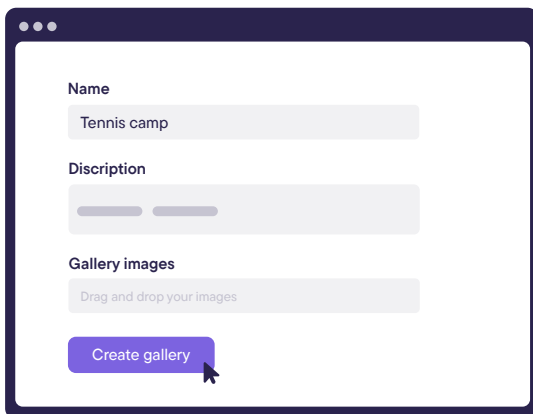 Name
Tennis camp
Discription
Gallery images
Drag and drop your images
Create gallery